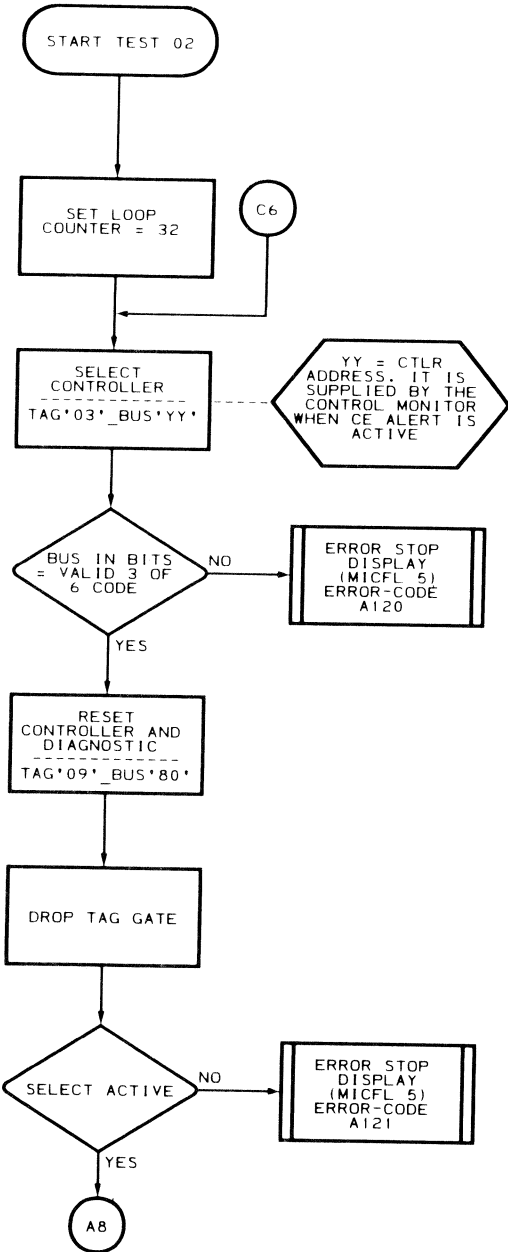 START TEST 02
SET LOOP
COUNTER = 32
C6
SELECT
CONTROLLER
TAG'03'_BUS'YY'
YY = CTLR
ADDRESS. IT IS
SUPPLIED BY THE
CONTROL MONITOR
WHEN CE ALERT IS
ACTIVE
BUS IN BITS
= VALID 3 OF
6 CODE
NO
ERROR STOP
DISPLAY
(MICFL 5)
ERROR-CODE
A120
YES
RESET
CONTROLLER AND
DIAGNOSTIC
TAG'09'_BUS'80'
DROP TAG GATE
SELECT ACTIVE
NO
ERROR STOP
DISPLAY
(MICFL 5)
ERROR-CODE
A121
YES
A8